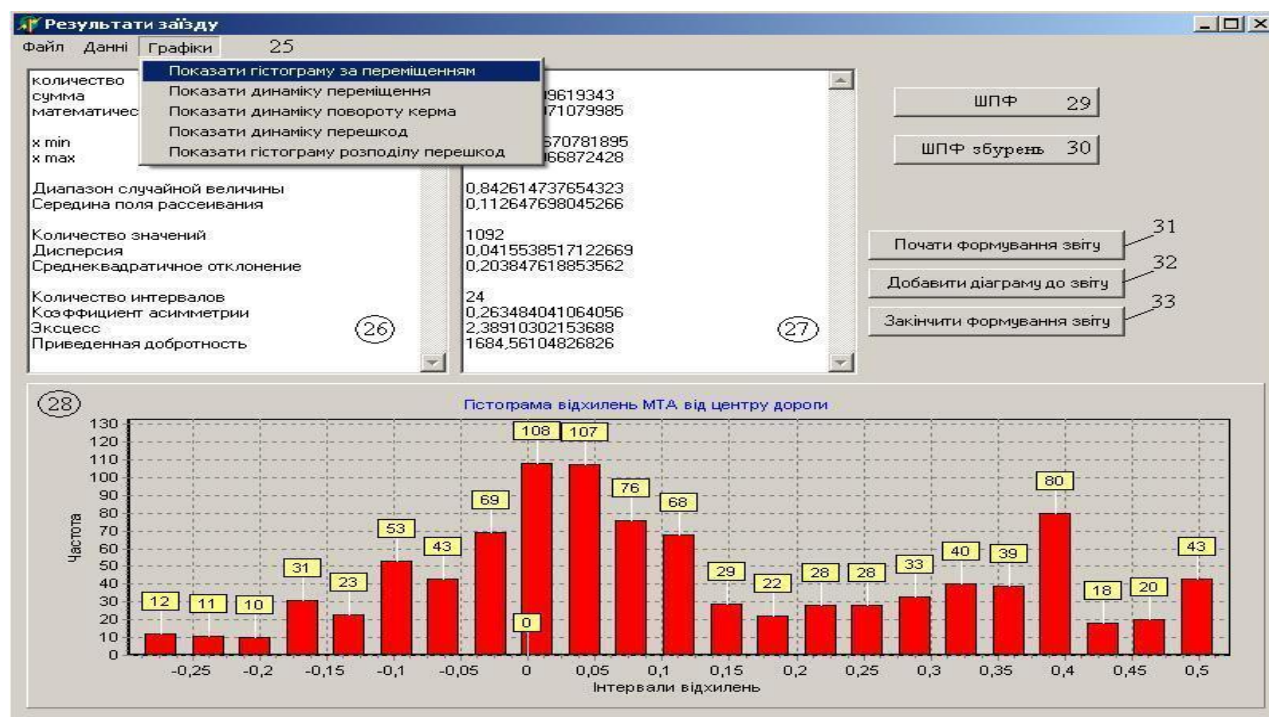 Результати заїзду
Файл Данні Графіки 25
Показати гістограму за переміщенням
Показати динаміку переміщення
Показати динаміку повороту керма
Показати динаміку перешкод
Показати гістограму розподілу перешкод
количество
сумма
x min
x max
Диапазон случайной величины
Середина поля рассеивания
Количество значений
Дисперсия
Среднеквадратичное отклонение
Количество интервалов
Коэффициент асимметрии
Эксцесс
Приведенная добротность
26
0,842614737654323
0,112647698045266
1092
0,0415538517122669
0,203847618853562
24
0,263484041064056
2,38910302153688
1684,56104826826
27
ШПФ 29
ШПФ збурень 30
Почати формування звіту 31
Добавити діаграму до звіту 32
Закінчити формування звіту 33
28
Гістограма відхилень МТА від центру дороги
Частота
130
120
110
100
90
80
70
60
50
40
30
20
10
0
12 11 10 31 23 53 43 69 0 108 107 76 68 29 22 28 28 33 40 39 80 18 20 43
-0,25 -0,2 -0,15 -0,1 -0,05 0 0,05 0,1 0,15 0,2 0,25 0,3 0,35 0,4 0,45 0,5
Інтервали відхилень